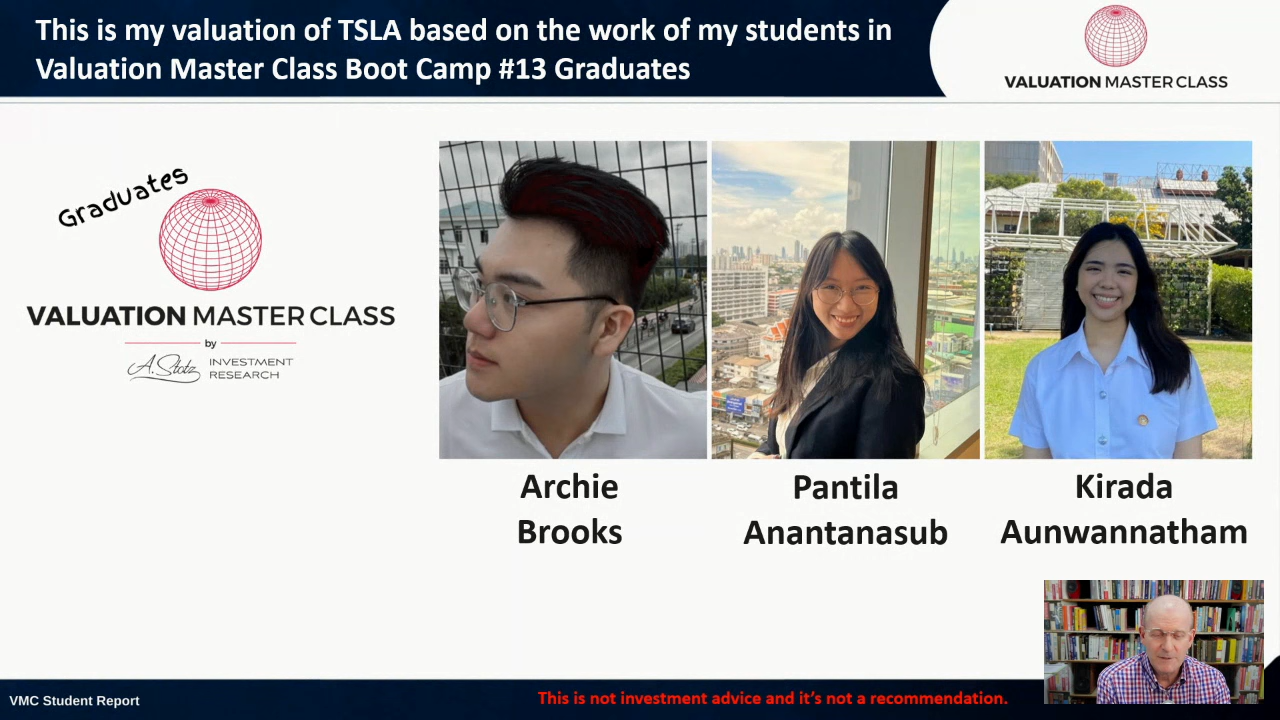 This is my valuation of TSLA based on the work of my students in
Valuation Master Class Boot Camp #13 Graduates
VALUATION MASTER CLASS
Graduates
VALUATION MASTER CLASS
by
A. Stotz INVESTMENT
RESEARCH
Archie
Brooks
Pantila
Anantanasub
Kirada
Aunwannatham
VMC Student Report
This is not investment advice and it's not a recommendation.